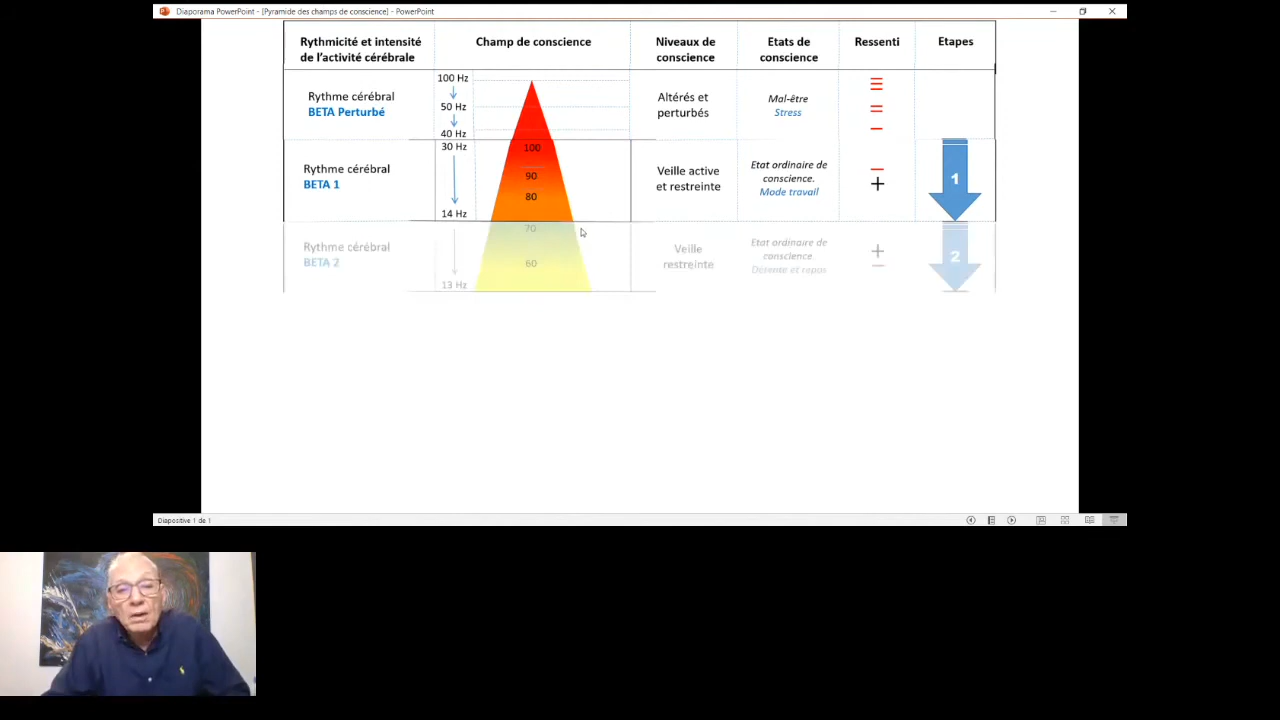 Diaporama PowerPoint - [Pyramide des champs de conscience] - PowerPoint
Rythmicité et intensité
de l'activité cérébrale
Champ de conscience
Niveaux de
conscience
Etats de
conscience
Ressenti
Etapes
Rythme cérébral
BETA Perturbé
100 Hz
50 Hz
40 Hz
Altérés et
perturbés
Mal-être
Stress
Rythme cérébral
BETA 1
30 Hz
14 Hz
100
90
80
Veille active
et restreinte
Etat ordinaire de
conscience.
Mode travail
+
1
Rythme cérébral
BETA 2
13 Hz
70
60
Veille
restreinte
Etat ordinaire de
conscience.
Détente et repos
+
2
Diapositive 1 de 1